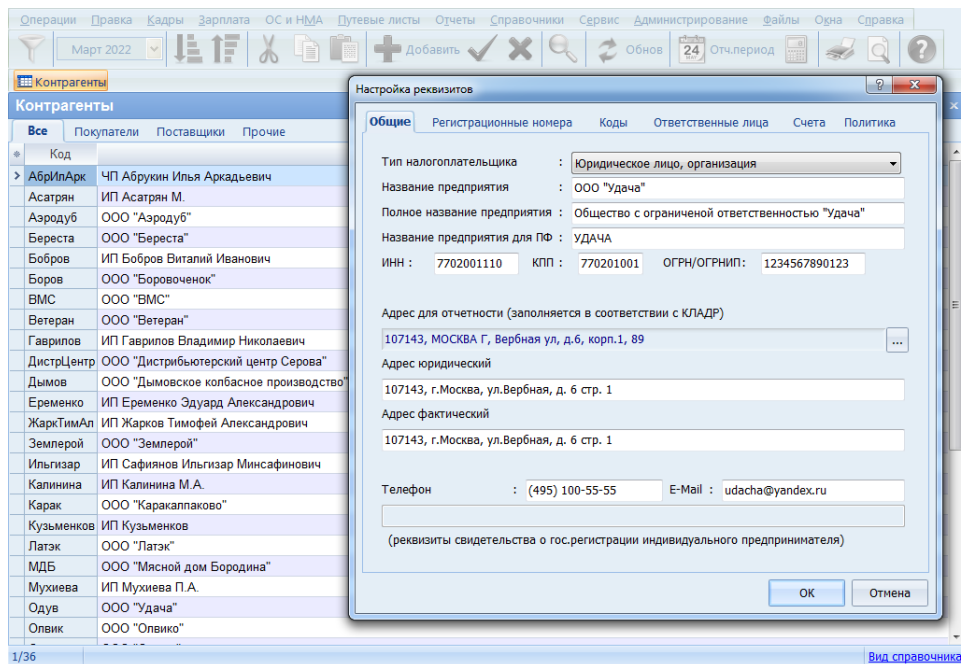 Операции Правка Кадры Зарплата ОС и НМА Путевые листы Отчеты Справочники Сервис Администрирование Файлы Окна Справка
Март 2022 Добавить Обнов 24 Отч.период
Контрагенты
Контрагенты
Все Покупатели Поставщики Прочие
Код
АбрИлАрк ЧП Абрукин Илья Аркадьевич
Асатрян ИП Асатрян М.
Аэродуб ООО "Аэродуб"
Береста ООО "Береста"
Бобров ИП Бобров Виталий Иванович
Боров ООО "Боровоченок"
ВМС ООО "ВМС"
Ветеран ООО "Ветеран"
Гаврилов ИП Гаврилов Владимир Николаевич
ДистрЦентр ООО "Дистрибьютерский центр Серова"
Дымов ООО "Дымовское колбасное производство"
Еременко ИП Еременко Эдуард Александрович
ЖаркТимАл ИП Жарков Тимофей Александрович
Землерой ООО "Землерой"
Ильгизар ИП Сафиянов Ильгизар Минсафинович
Калинина ИП Калинина М.А.
Карак ООО "Каракалпаково"
Кузьменков ИП Кузьменков
Латэк ООО "Латэк"
МДБ ООО "Мясной дом Бородина"
Мухиева ИП Мухиева П.А.
Одув ООО "Удача"
Олвик ООО "Олвико"
1/36
Вид справочника
Настройка реквизитов
Общие Регистрационные номера Коды Ответственные лица Счета Политика
Тип налогоплательщика : Юридическое лицо, организация
Название предприятия : ООО "Удача"
Полное название предприятия : Общество с ограниченой ответственностью "Удача"
Название предприятия для ПФ : УДАЧА
ИНН : 7702001110 КПП : 770201001 ОГРН/ОГРНИП: 1234567890123
Адрес для отчетности (заполняется в соответствии с КЛАДР)
107143, МОСКВА Г, Вербная ул, д.6, корп.1, 89 ...
Адрес юридический
107143, г.Москва, ул.Вербная, д. 6 стр. 1
Адрес фактический
107143, г.Москва, ул.Вербная, д. 6 стр. 1
Телефон : (495) 100-55-55 E-Mail : udacha@yandex.ru
(реквизиты свидетельства о гос.регистрации индивидуального предпринимателя)
ОК Отмена